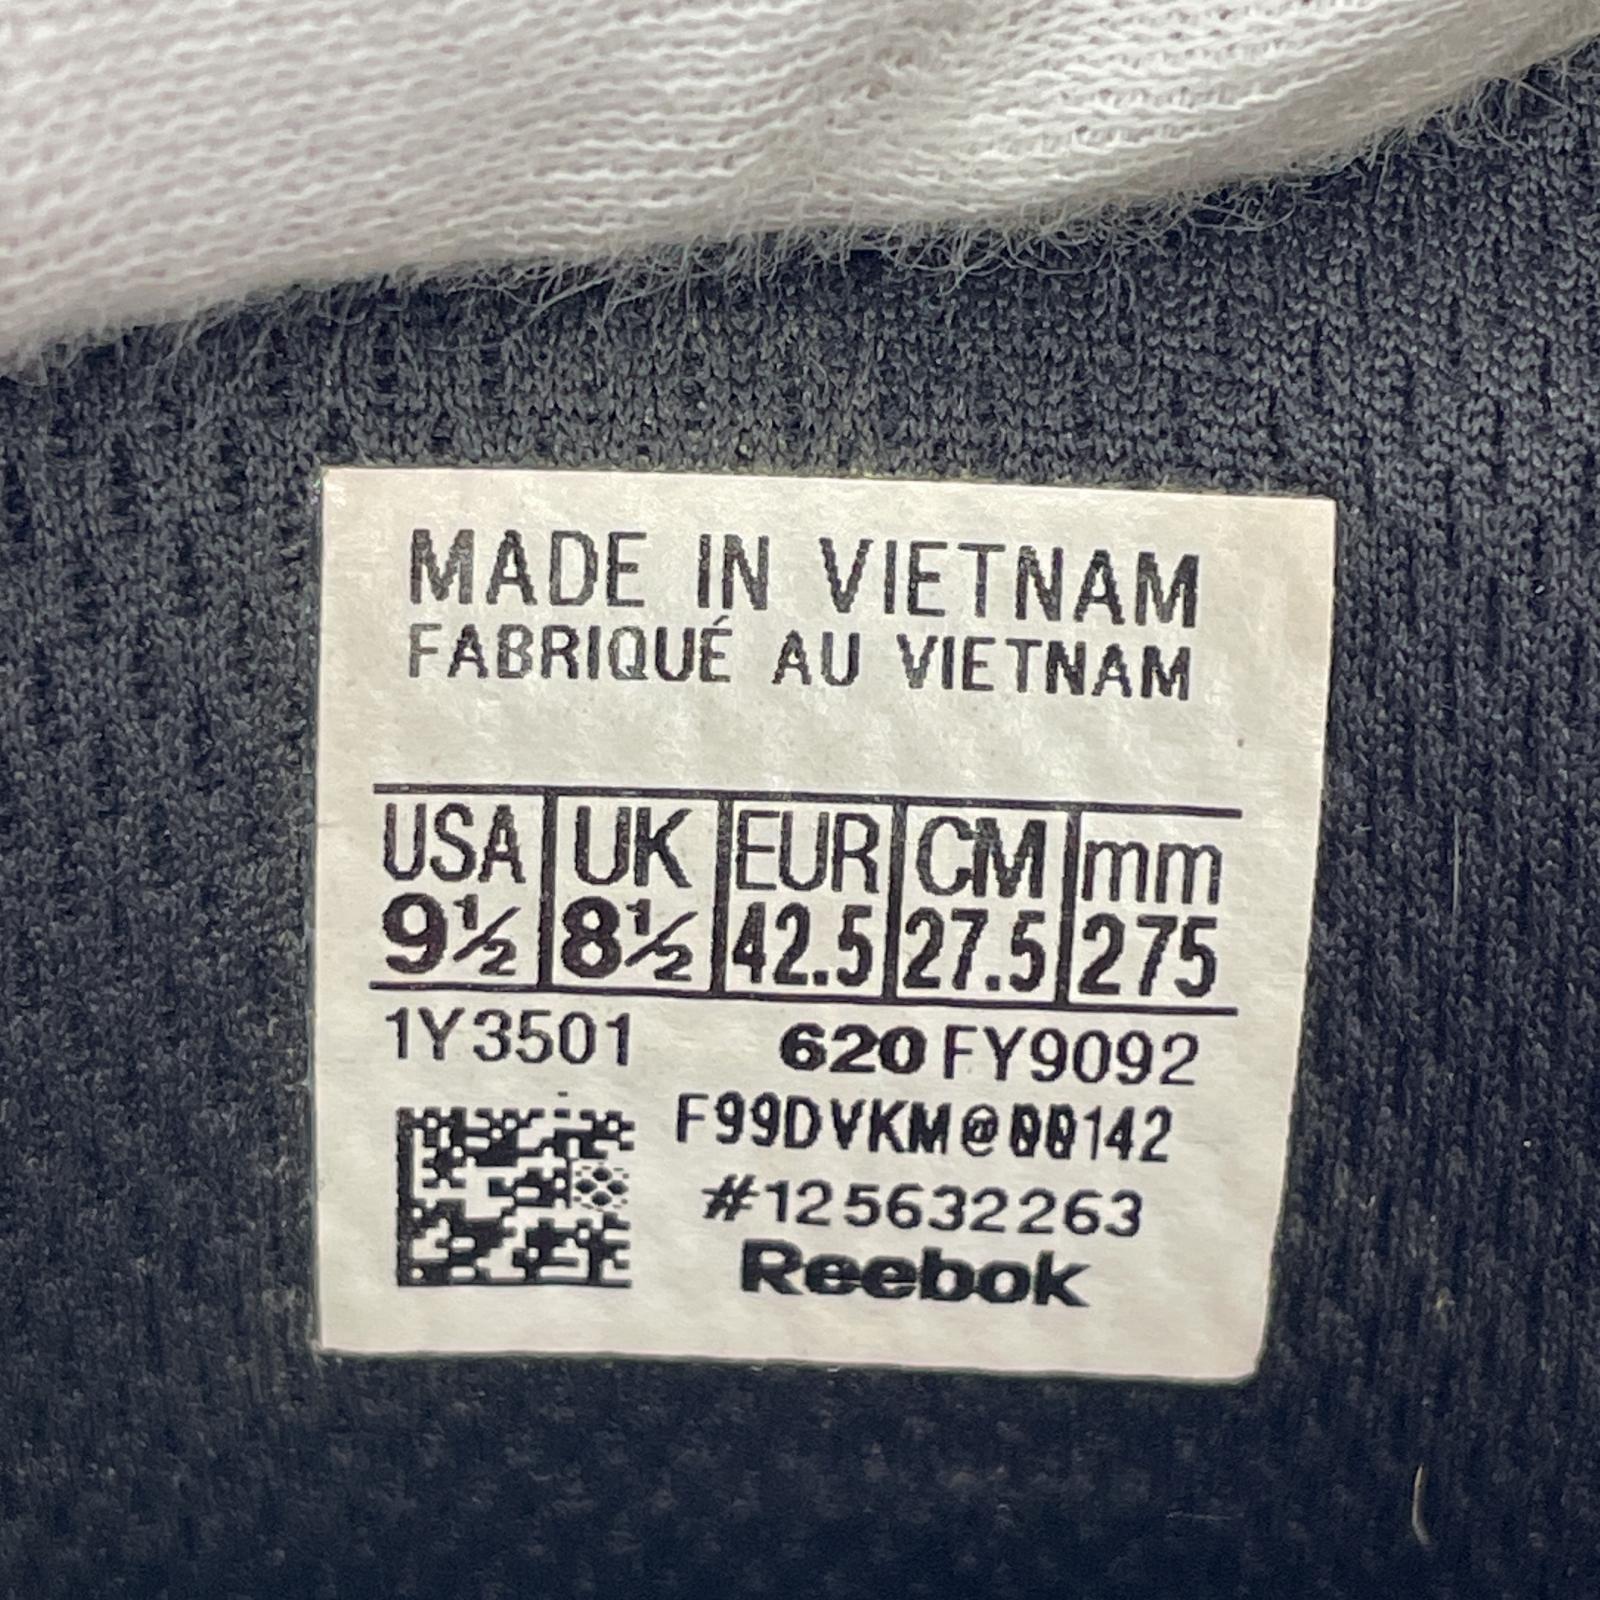 MADE IN VIETNAM
FABRIQUÉ AU VIETNAM
USA UK EUR CM mm
9½ 8½ 42.5 27.5 275
1Y3501 620 FY9092
F99DVKM@00142
#125632263
Reebok